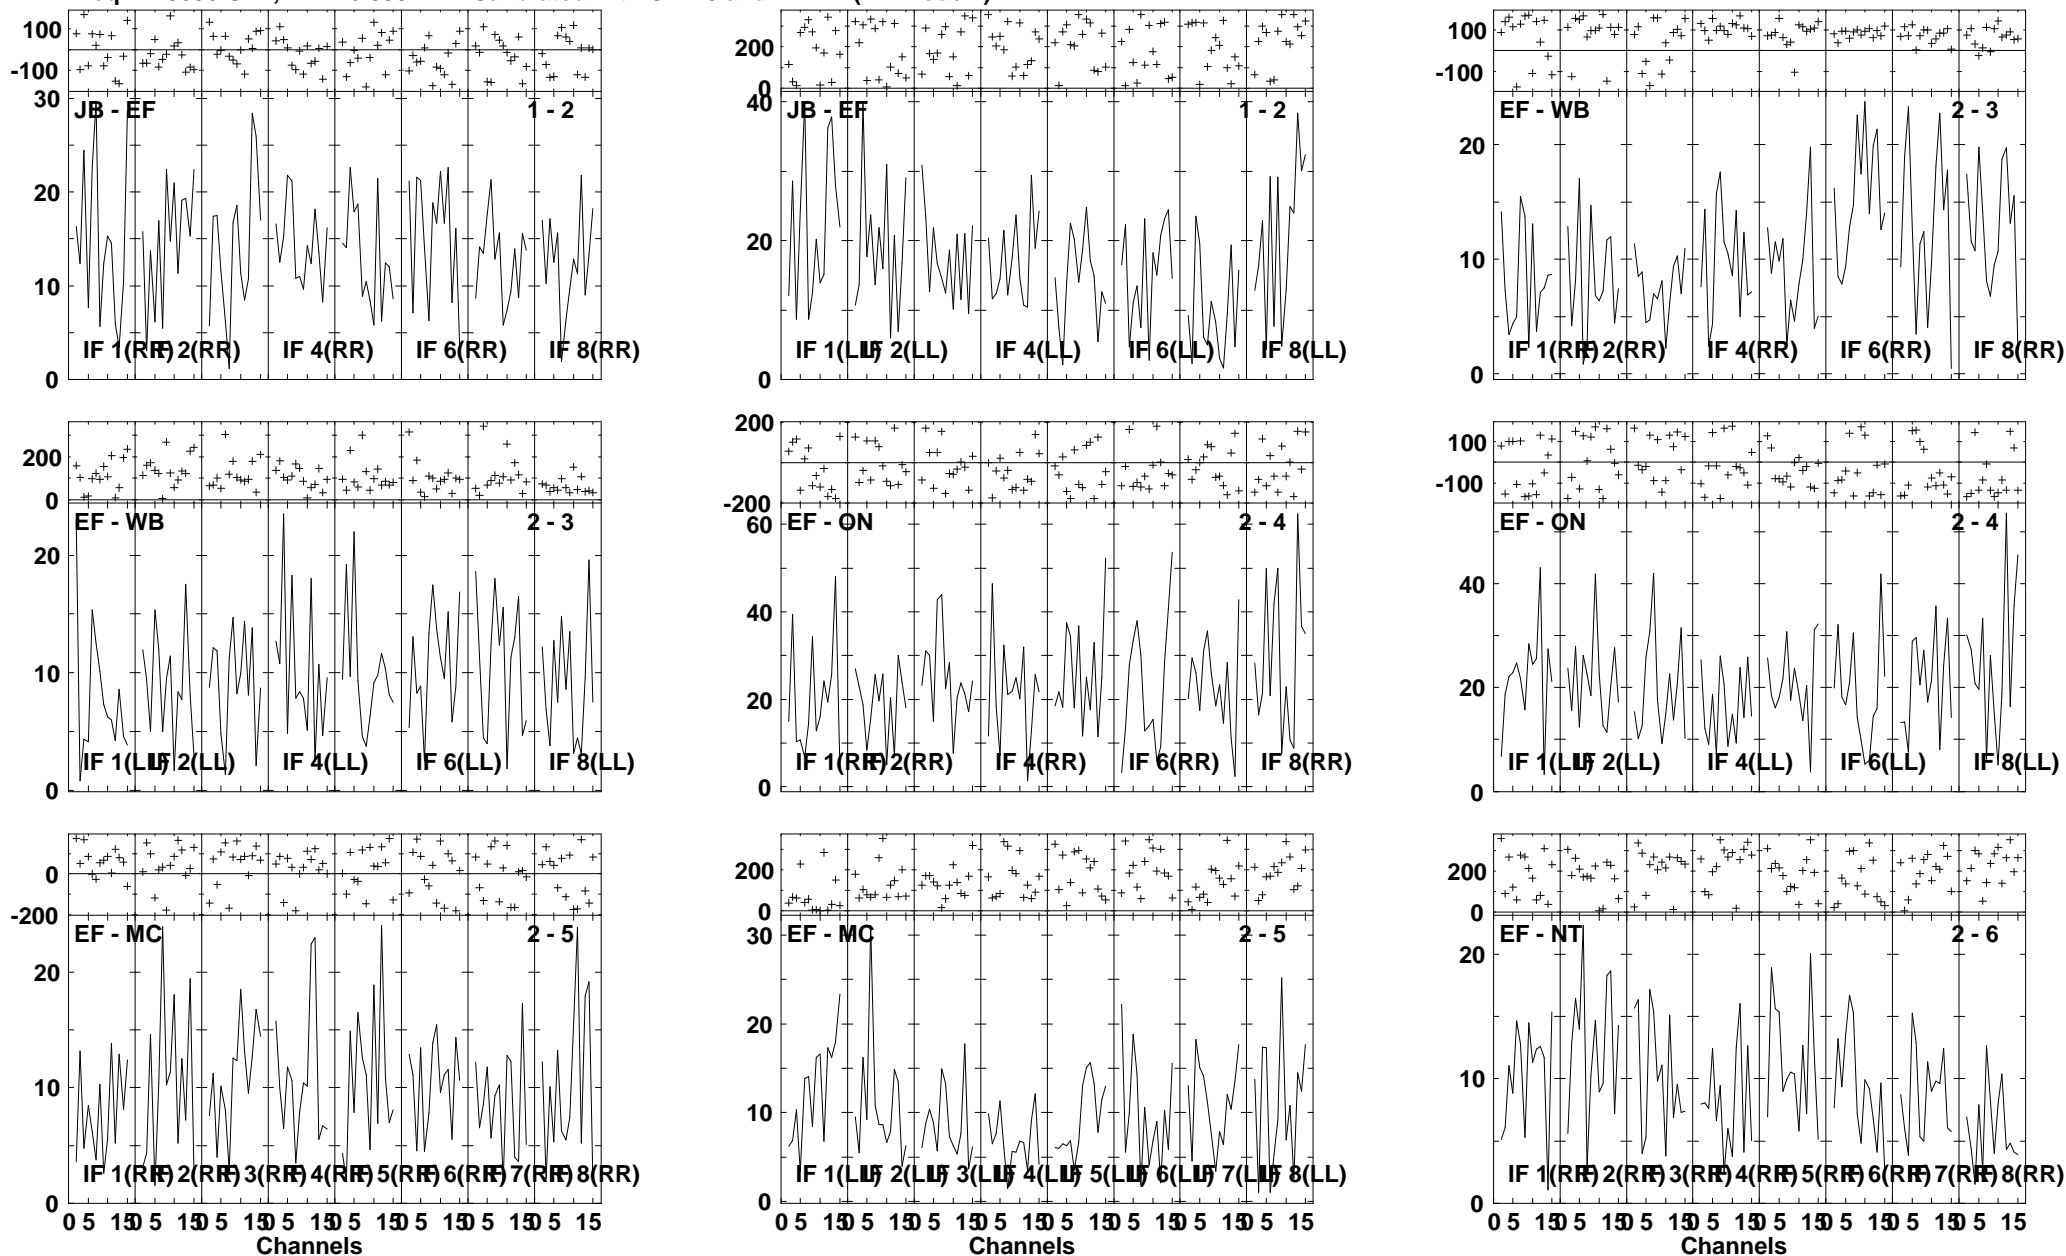 100
-100
30
20
10
0
JB - EF 1 - 2
IF 1(RR) IF 2(RR) IF 4(RR) IF 6(RR) IF 8(RR)
200
0
40
20
0
JB - EF 1 - 2
IF 1(LL) IF 2(LL) IF 4(LL) IF 6(LL) IF 8(LL)
100
-100
20
10
0
EF - WB 2 - 3
IF 1(RR) IF 2(RR) IF 4(RR) IF 6(RR) IF 8(RR)
200
0
20
10
0
EF - WB 2 - 3
IF 1(LL) IF 2(LL) IF 4(LL) IF 6(LL) IF 8(LL)
200
-200
60
40
20
0
EF - ON 2 - 4
IF 1(RR) IF 2(RR) IF 4(RR) IF 6(RR) IF 8(RR)
100
-100
40
20
0
EF - ON 2 - 4
IF 1(LL) IF 2(LL) IF 4(LL) IF 6(LL) IF 8(LL)
0
-200
20
10
0
EF - MC 2 - 5
IF 1(RR) IF 2(RR) IF 3(RR) IF 4(RR) IF 5(RR) IF 6(RR) IF 7(RR) IF 8(RR)
0 5 15 0 5 15 0 5 15 0 5 15 0 5 15 0 5 15 0 5 15 0 5 15
Channels
200
0
30
20
10
0
EF - MC 2 - 5
IF 1(LL) IF 2(LL) IF 3(LL) IF 4(LL) IF 5(LL) IF 6(LL) IF 7(LL) IF 8(LL)
0 5 15 0 5 15 0 5 15 0 5 15 0 5 15 0 5 15 0 5 15 0 5 15
Channels
200
0
20
10
0
EF - NT 2 - 6
IF 1(RR) IF 2(RR) IF 3(RR) IF 4(RR) IF 5(RR) IF 6(RR) IF 7(RR) IF 8(RR)
0 5 15 0 5 15 0 5 15 0 5 15 0 5 15 0 5 15 0 5 15 0 5 15
Channels